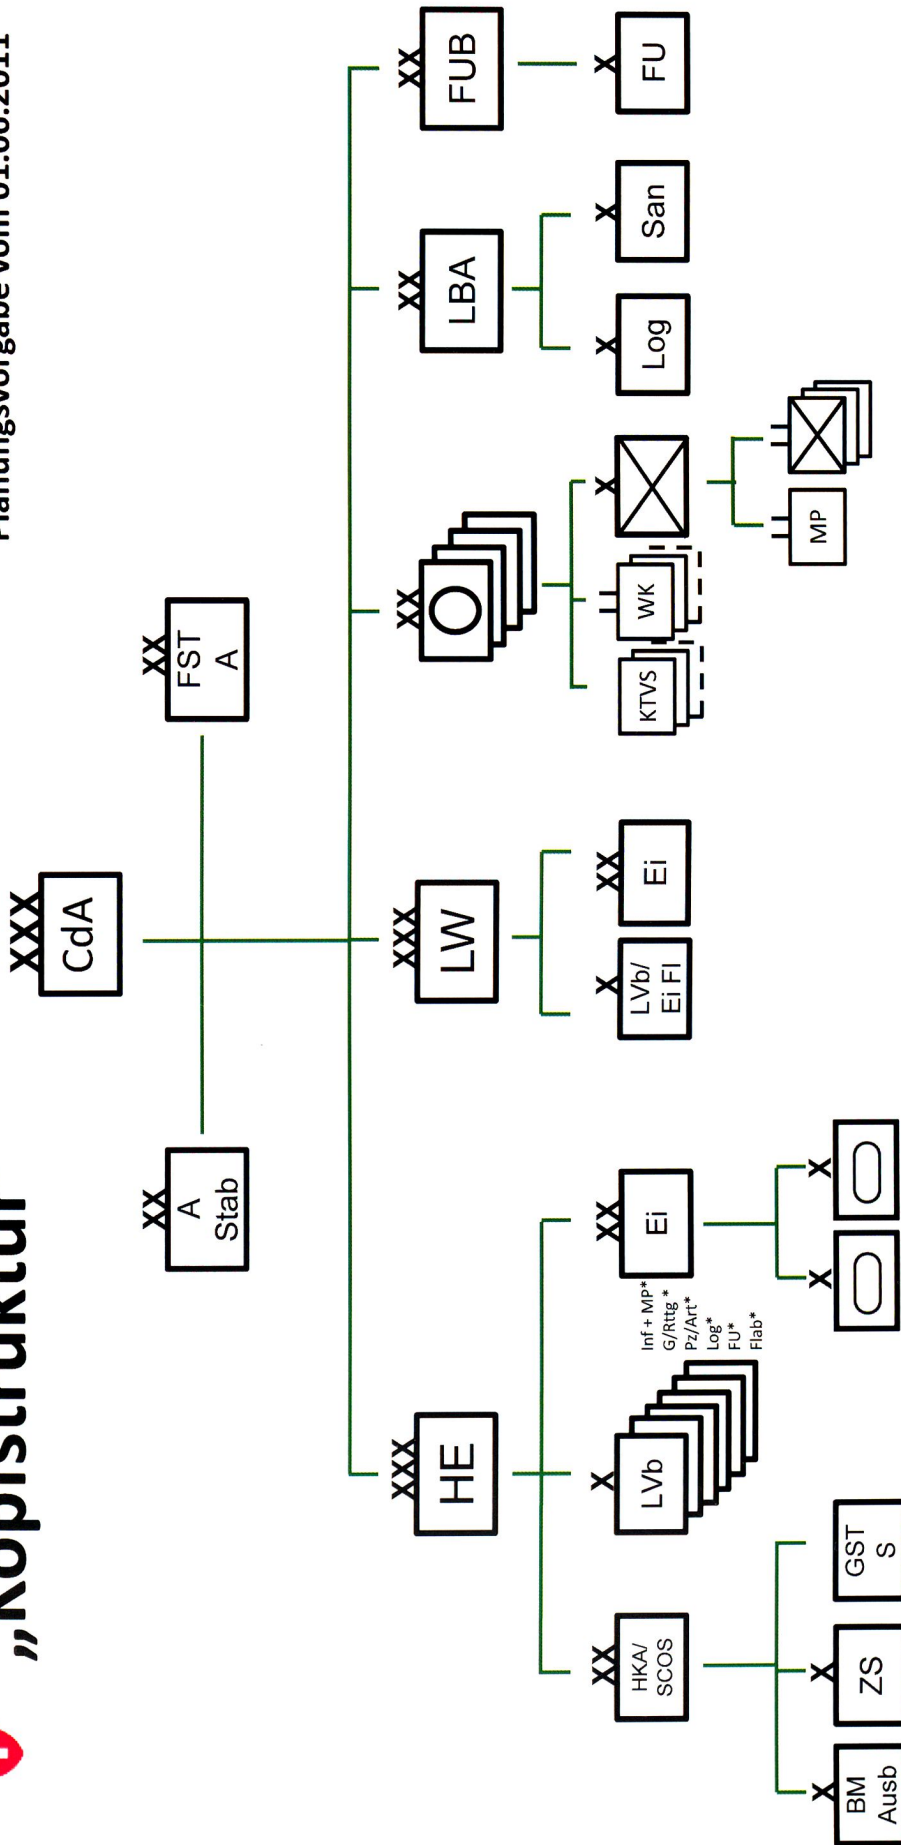 „Kopfstruktur
Planungsvorgabe vom 01.06.2011
XXX
CdA
XX
A
Stab
XX
FST
A
XXX
HE
XXX
LW
XX
XX
LBA
XX
FUB
XX
HKA/
SCOS
X
LVb
Inf + MP*
G/Rttg *
Pz/Art*
Log*
FU*
Flab*
XX
Ei
X
LVb/
Ei Fl
XX
Ei
KTVS
WK
X
X
Log
X
San
X
FU
MP
X
BM
Ausb
X
ZS
GST
S
X
X